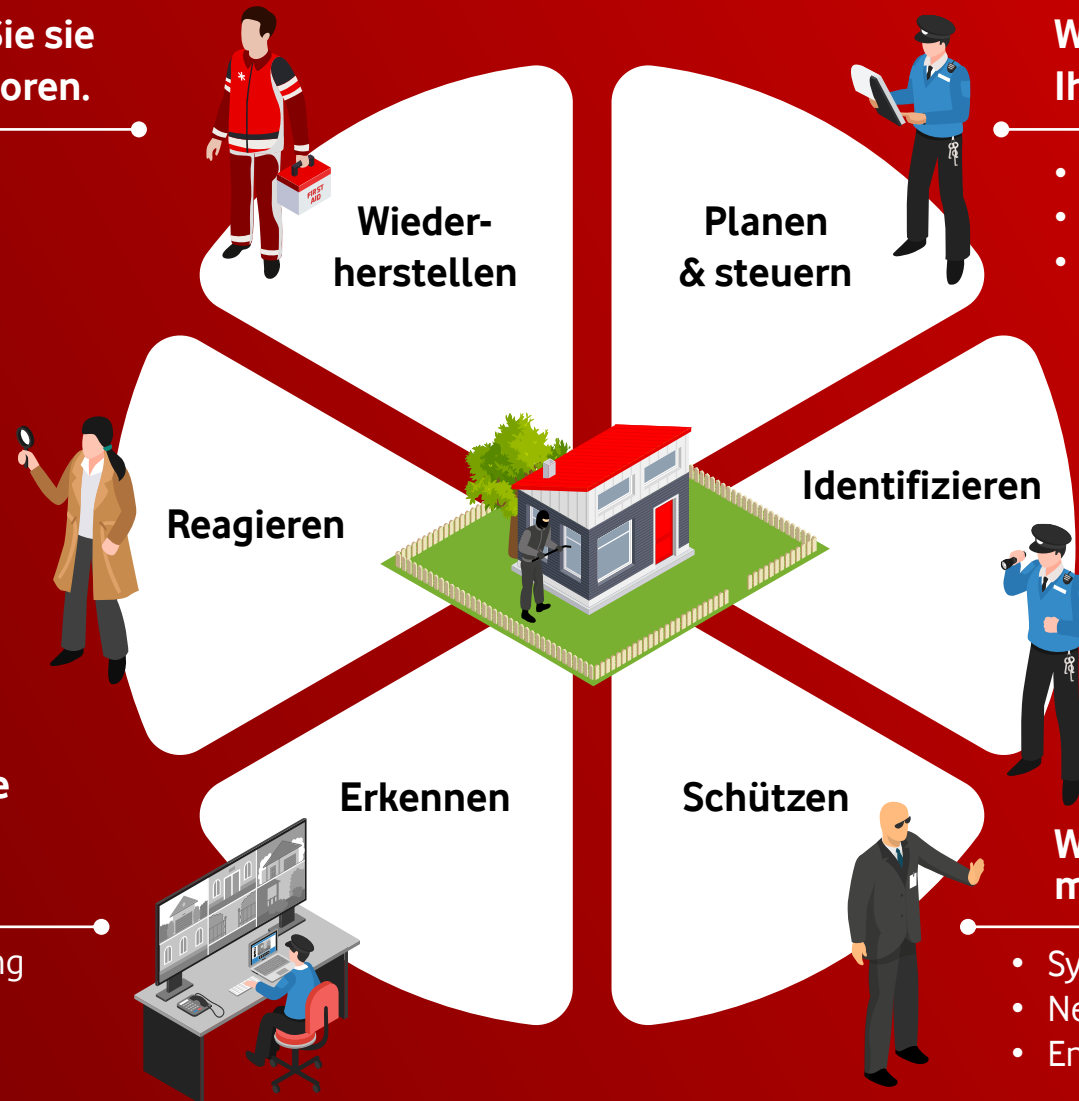 Sie sie
oren.
FIRST
AID
Wieder-
herstellen
Planen
& steuern
W
Ih
•
•
•
Reagieren
Identifizieren
e
ng
Erkennen
Schützen
W
m
• Sy
• Ne
• En